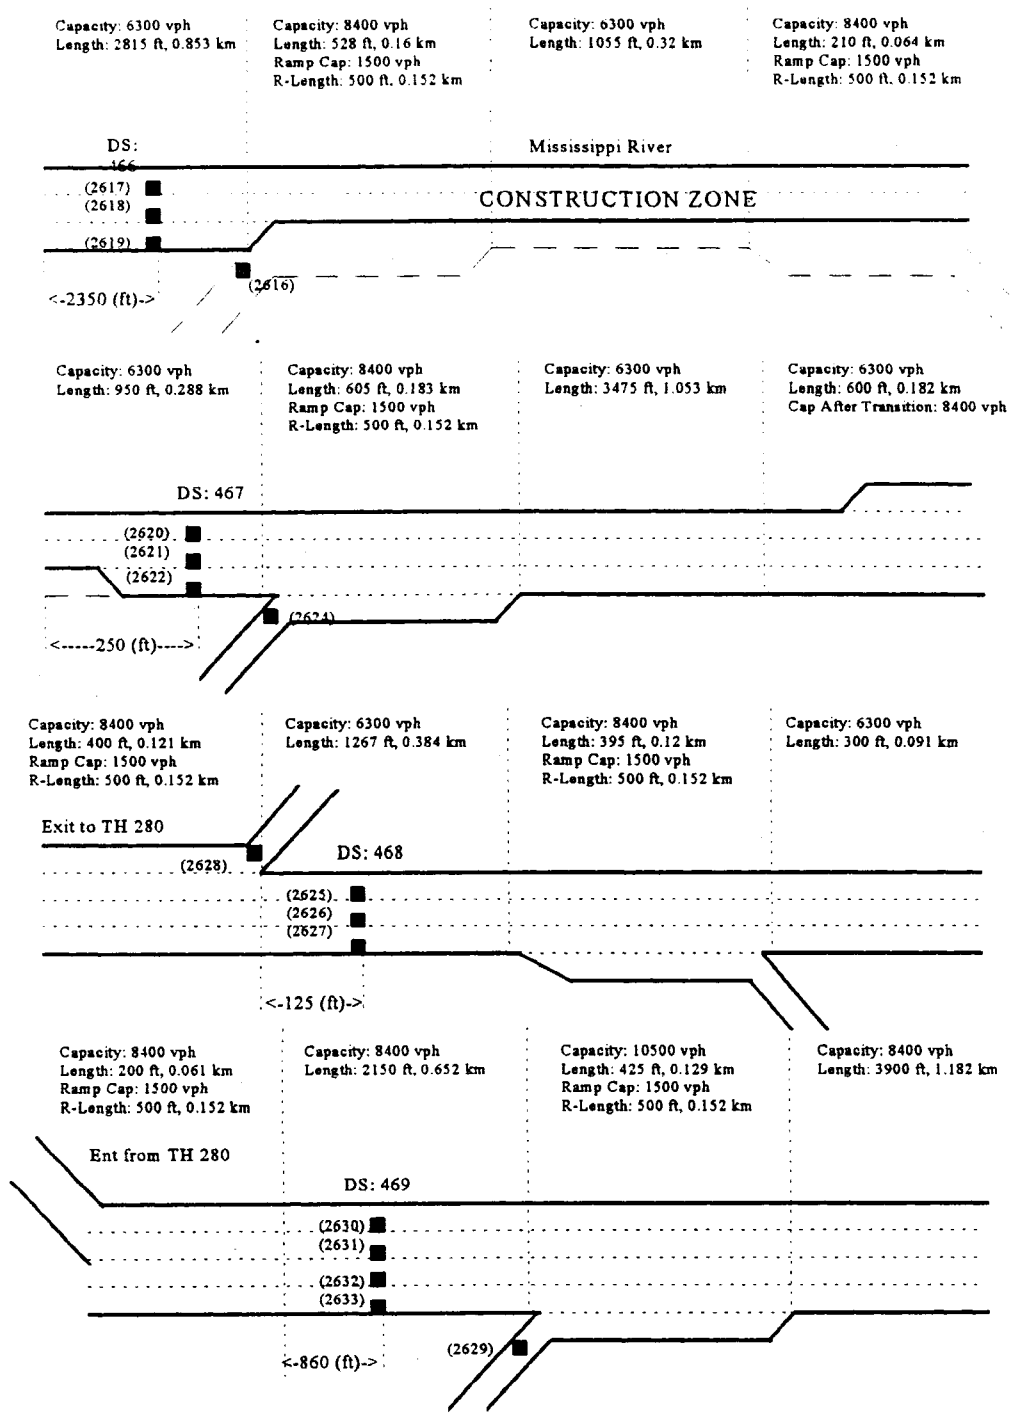 Capacity: 6300 vph
Length: 2815 ft, 0.853 km
Capacity: 8400 vph
Length: 528 ft, 0.16 km
Ramp Cap: 1500 vph
R-Length: 500 ft, 0.152 km
Capacity: 6300 vph
Length: 1055 ft, 0.32 km
Capacity: 8400 vph
Length: 210 ft, 0.064 km
Ramp Cap: 1500 vph
R-Length: 500 ft, 0.152 km
DS:
466
Mississippi River
(2617)
(2618)
(2619)
CONSTRUCTION ZONE
(2616)
<-2350 (ft)->
Capacity: 6300 vph
Length: 950 ft, 0.288 km
Capacity: 8400 vph
Length: 605 ft, 0.183 km
Ramp Cap: 1500 vph
R-Length: 500 ft, 0.152 km
Capacity: 6300 vph
Length: 3475 ft, 1.053 km
Capacity: 6300 vph
Length: 600 ft, 0.182 km
Cap After Transition: 8400 vph
DS: 467
(2620)
(2621)
(2622)
(2624)
<-----250 (ft)---->
Capacity: 8400 vph
Length: 400 ft, 0.121 km
Ramp Cap: 1500 vph
R-Length: 500 ft, 0.152 km
Capacity: 6300 vph
Length: 1267 ft, 0.384 km
Capacity: 8400 vph
Length: 395 ft, 0.12 km
Ramp Cap: 1500 vph
R-Length: 500 ft, 0.152 km
Capacity: 6300 vph
Length: 300 ft, 0.091 km
Exit to TH 280
(2628)
DS: 468
(2625)
(2626)
(2627)
<-125 (ft)->
Capacity: 8400 vph
Length: 200 ft, 0.061 km
Ramp Cap: 1500 vph
R-Length: 500 ft, 0.152 km
Capacity: 8400 vph
Length: 2150 ft, 0.652 km
Capacity: 10500 vph
Length: 425 ft, 0.129 km
Ramp Cap: 1500 vph
R-Length: 500 ft, 0.152 km
Capacity: 8400 vph
Length: 3900 ft, 1.182 km
Ent from TH 280
DS: 469
(2630)
(2631)
(2632)
(2633)
(2629)
<-860 (ft)->